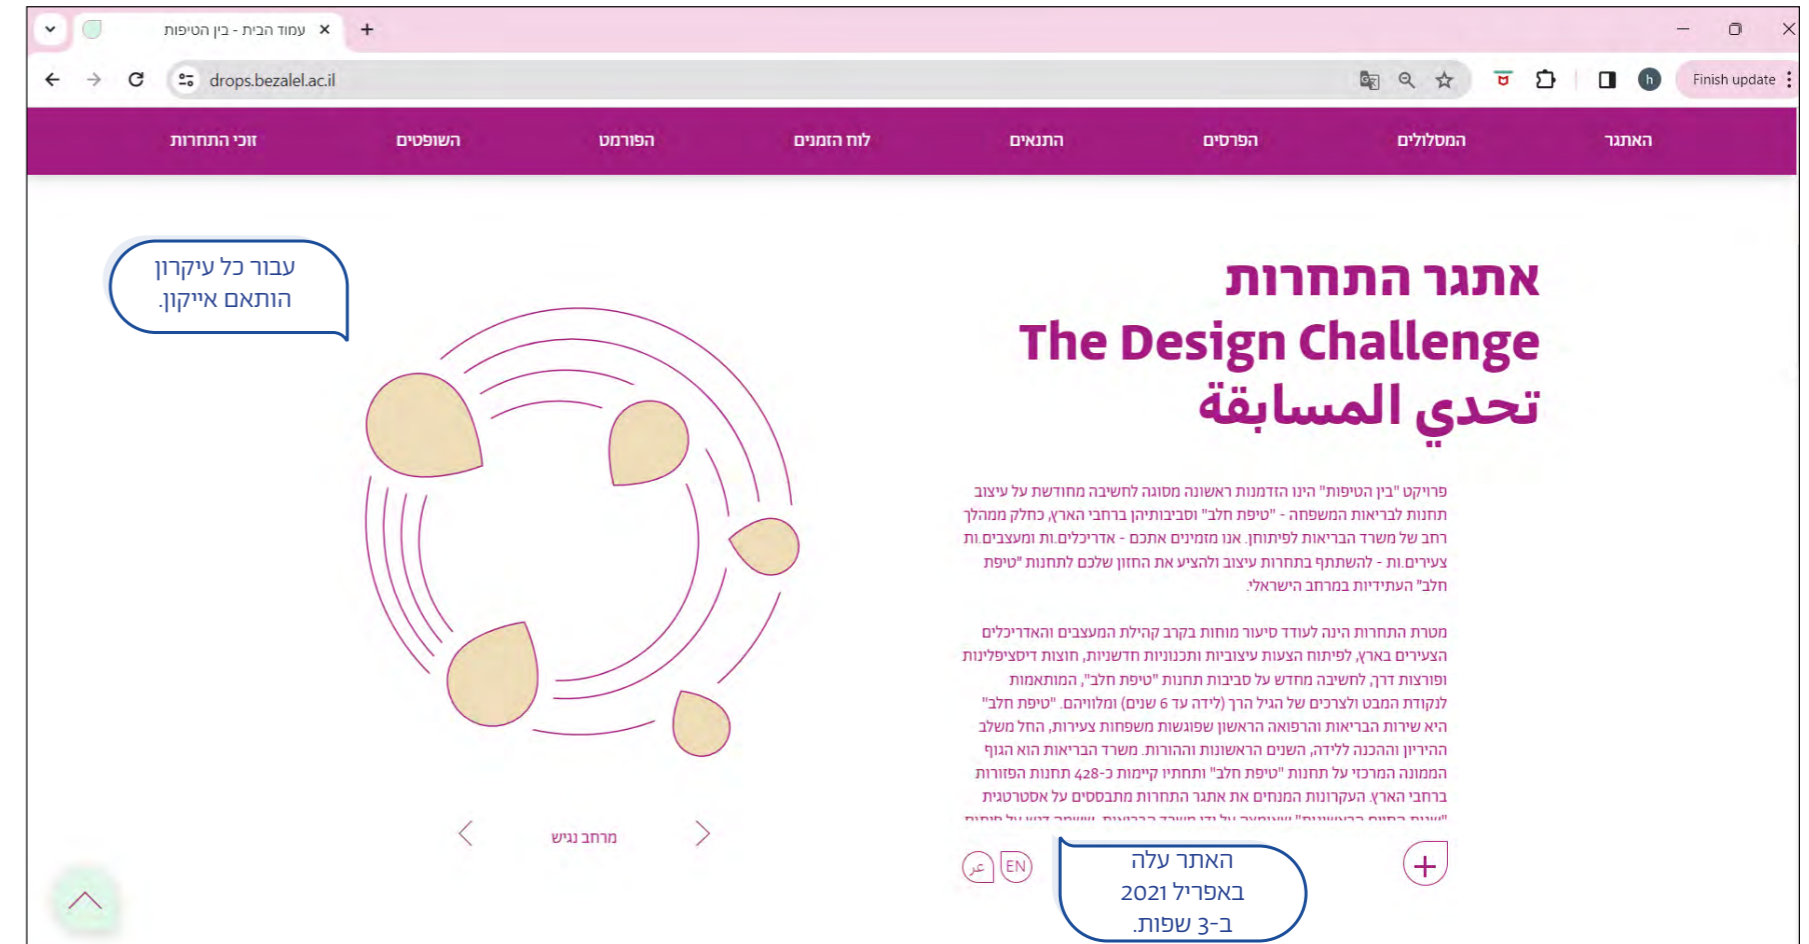 עמוד הבית - בין הטיפות
drops.bezalel.ac.il
h
Finish update
האתגר
המסלולים
הפרסים
התנאים
לוח הזמנים
הפורמט
השופטים
זוכי התחרות
אתגר התחרות
The Design Challenge
تحدي المسابقة
פרויקט "בין הטיפות" הינו הזדמנות ראשונה מסוגה לחשיבה מחודשת על עיצוב
תחנות לבריאות המשפחה - "טיפת חלב" וסביבותיהן ברחבי הארץ, כחלק ממהלך
רחב של משרד הבריאות לפיתוחן. אנו מזמינים אתכם - אדריכלים.ות ומעצבים.ות
צעירים.ות - להשתתף בתחרות עיצוב ולהציע את החזון שלכם לתחנות "טיפת
חלב" העתידיות במרחב הישראלי.
מטרת התחרות הינה לעודד סיעור מוחות בקרב קהילת המעצבים והאדריכלים
הצעירים בארץ, לפיתוח הצעות עיצוביות ותכנוניות חדשניות, חוצות דיסציפלינות
ופורצות דרך, לחשיבה מחדש על סביבות תחנות "טיפת חלב", המותאמות
לנקודת המבט ולצרכים של הגיל הרך (לידה עד 6 שנים) ומלוויהם. "טיפת חלב"
היא שירות הבריאות והרפואה הראשון שפוגשות משפחות צעירות, החל משלב
ההיריון וההכנה ללידה, השנים הראשונות וההורות. משרד הבריאות הוא הגוף
הממונה המרכזי על תחנות "טיפת חלב" ותחתיו קיימות כ-428 תחנות הפזורות
ברחבי הארץ. העקרונות המנחים את אתגר התחרות מתבססים על אסטרטגית
עבור כל עיקרון
הותאם אייקון.
מרחב נגיש
EN
عر
האתר עלה
באפריל 2021
ב-3 שפות.